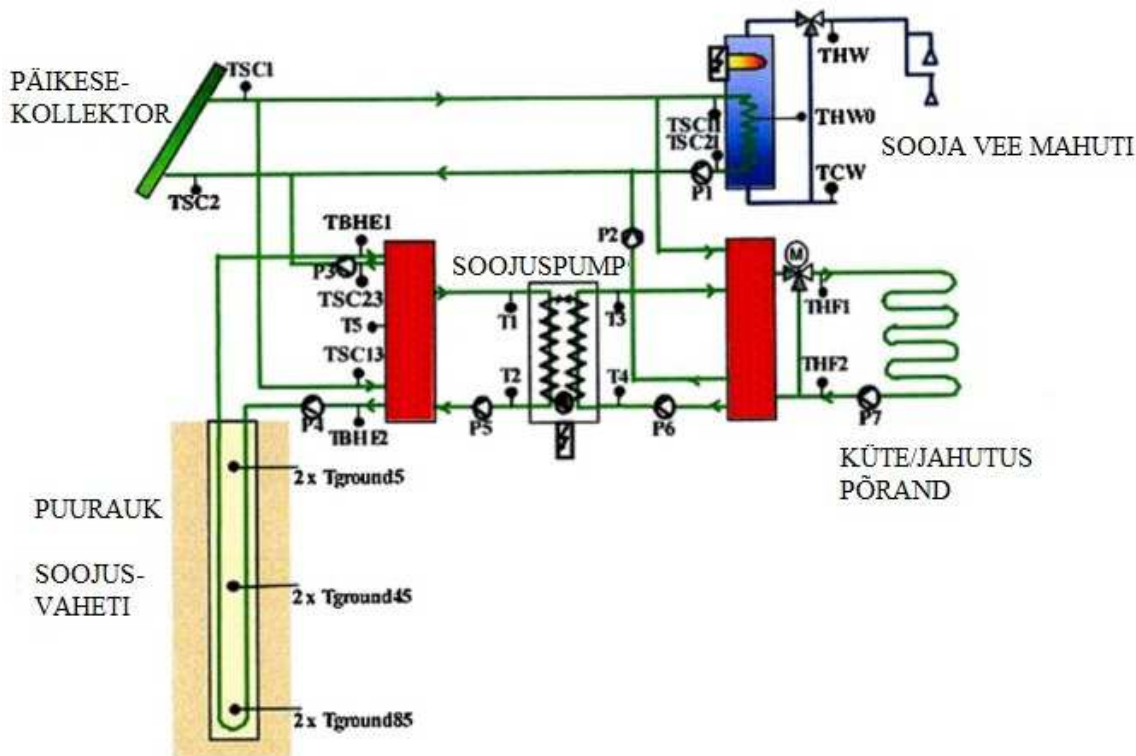 PÄIKESE-
KOLLEKTOR
TSC1
TSC2
THW
TSC11
TSC21
THW0
SOOJA VEE MAHUTI
TCW
P1
TBHE1
P3
TSC23
T5
TSC13
P4
TBHE2
SOOJUSPUMP
P2
T1
T3
T2
T4
P5
P6
M
THF1
THF2
P7
KÜTE/JAHUTUS
PÕRAND
PUURAUK
SOOJUS-
VAHETI
2 x Tground5
2 x Tground45
2 x Tground85